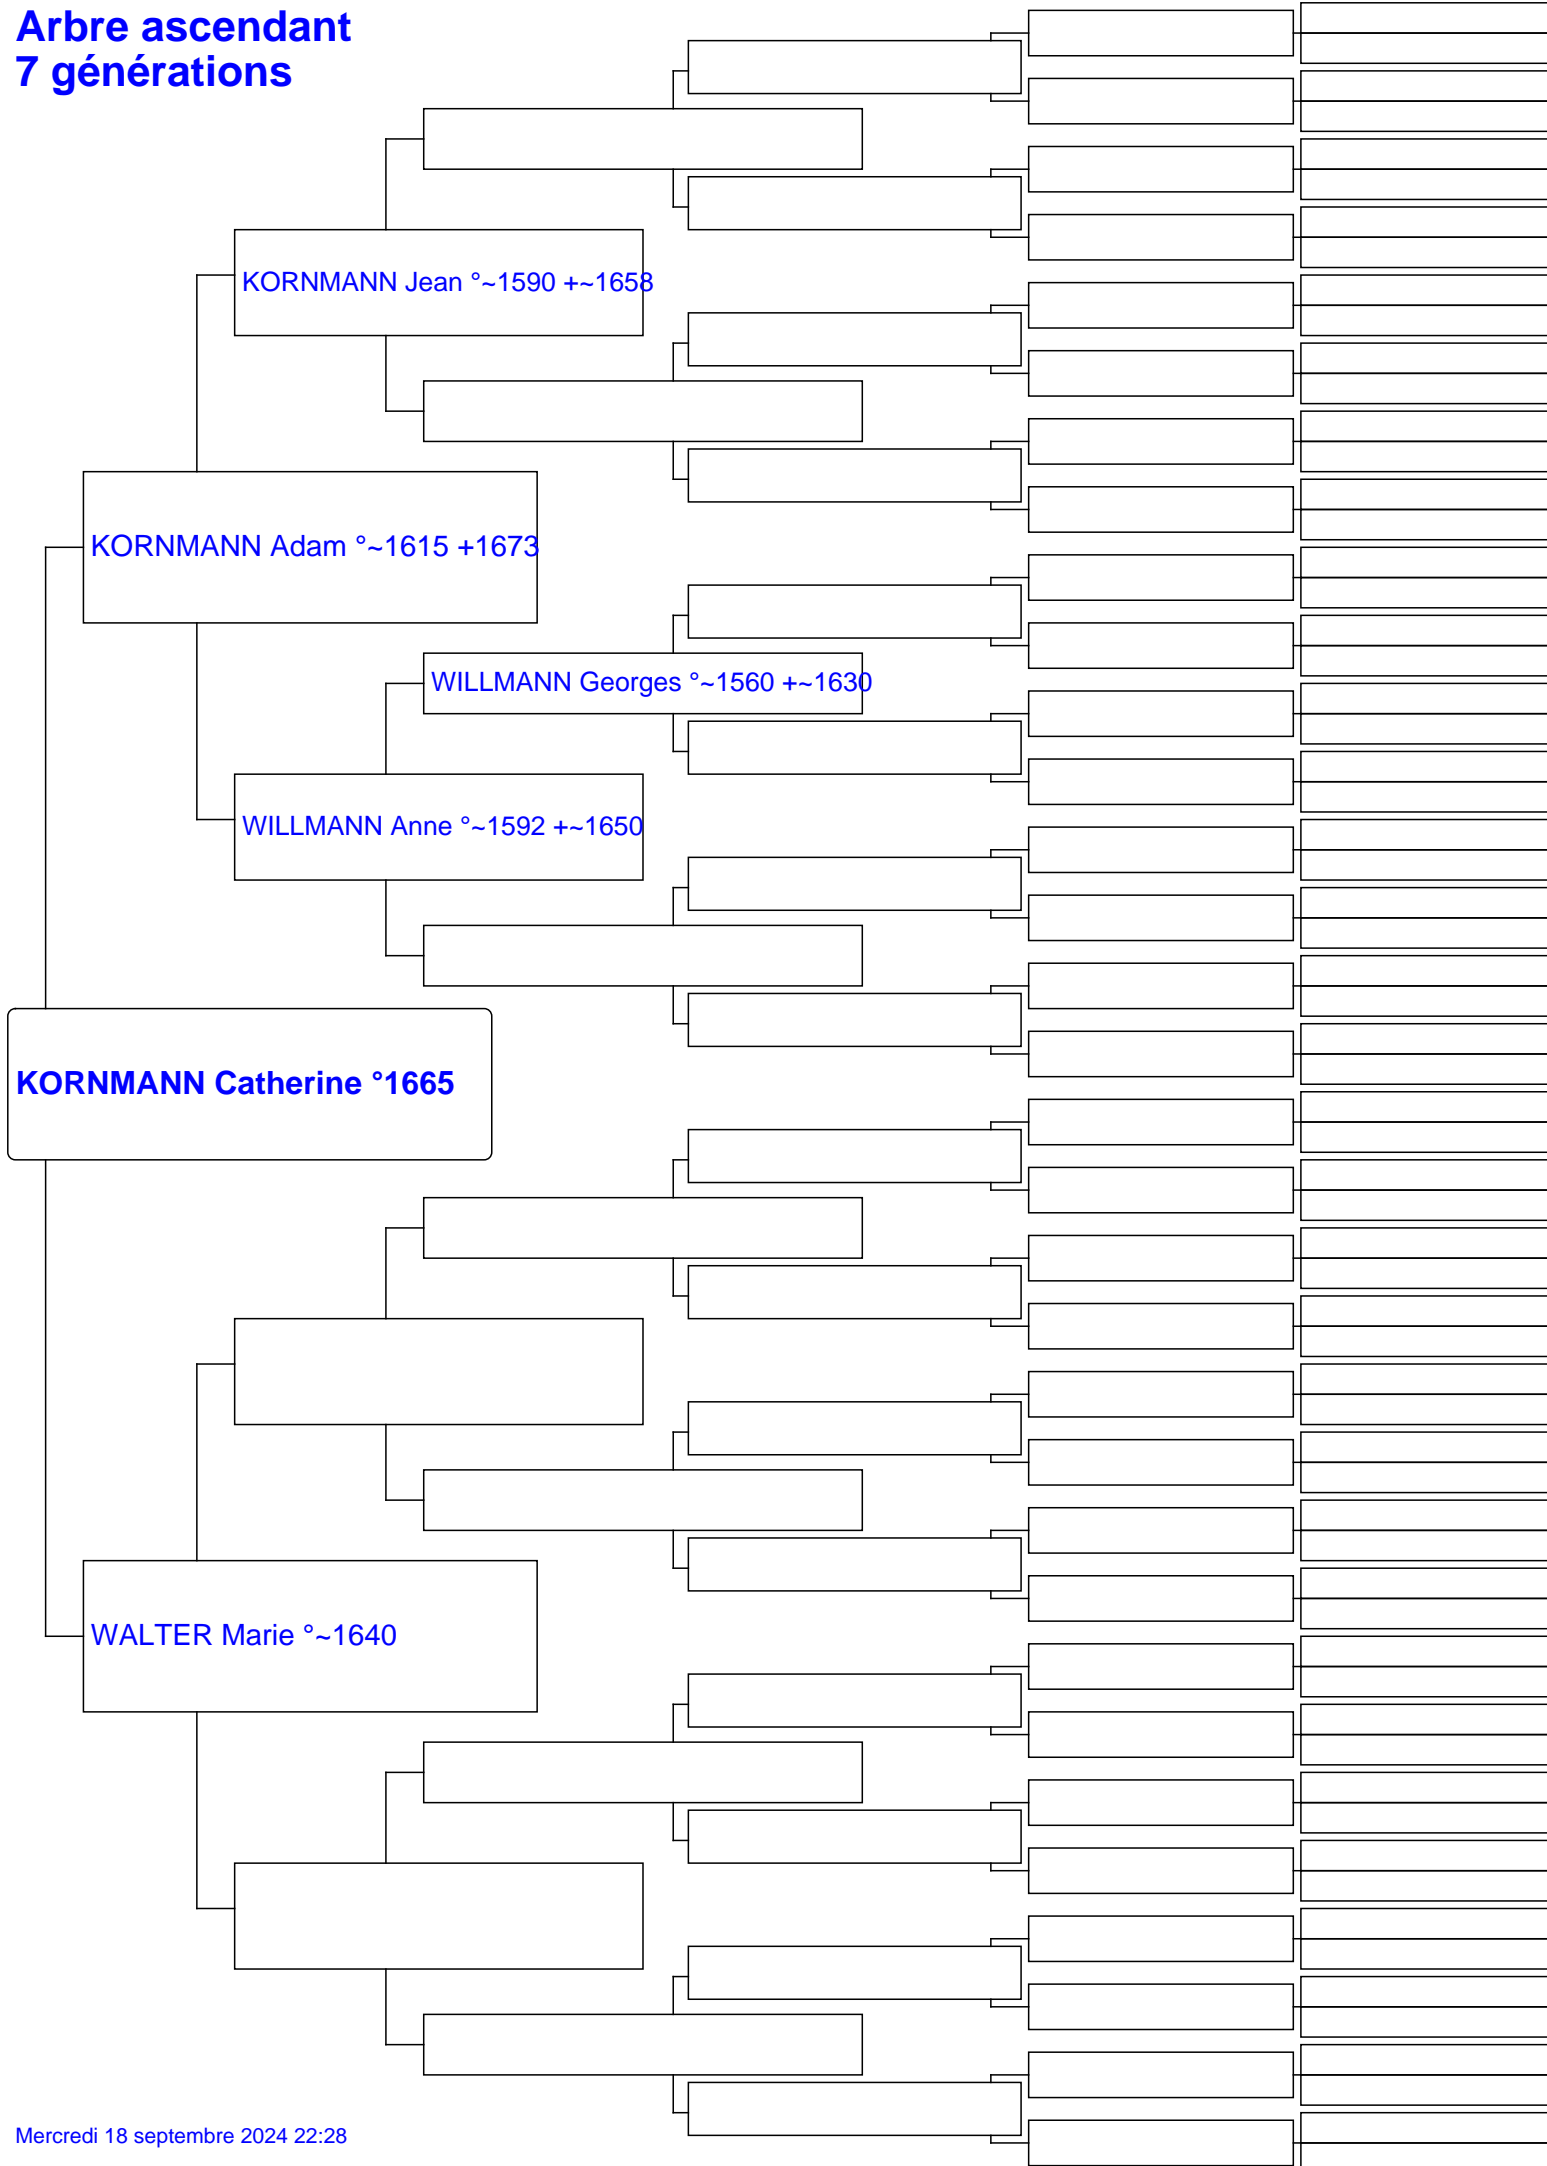 Arbre ascendant
7 générations
KORNMANN Jean °~1590 +~1658
KORNMANN Adam °~1615 +1673
WILLMANN Georges °~1560 +~1630
WILLMANN Anne °~1592 +~1650
KORNMANN Catherine °1665
WALTER Marie °~1640
Mercredi 18 septembre 2024 22:28